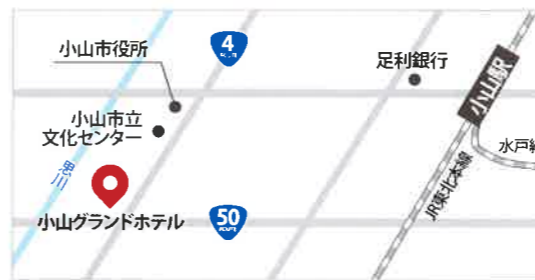 小山市役所
4
足利銀行
小山駅
小山市立
文化センター
水戸線
思川
JR東北本線
小山グランドホテル
50
ROUTE